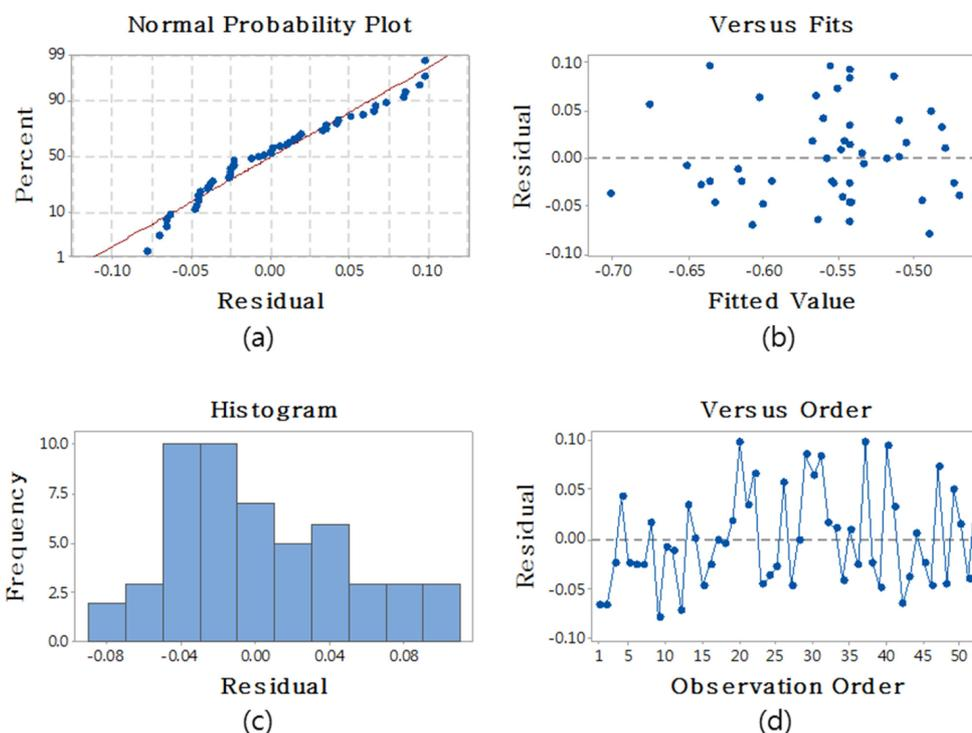 Normal Probability Plot
99
90
50
10
1
Percent
-0.10 -0.05 0.00 0.05 0.10
Residual
(a)
Versus Fits
0.10
0.05
0.00
-0.05
-0.10
Residual
-0.70 -0.65 -0.60 -0.55 -0.50
Fitted Value
(b)
Histogram
10.0
7.5
5.0
2.5
0.0
Frequency
-0.08 -0.04 0.00 0.04 0.08
Residual
(c)
Versus Order
0.10
0.05
0.00
-0.05
-0.10
Residual
1 5 10 15 20 25 30 35 40 45 50
Observation Order
(d)